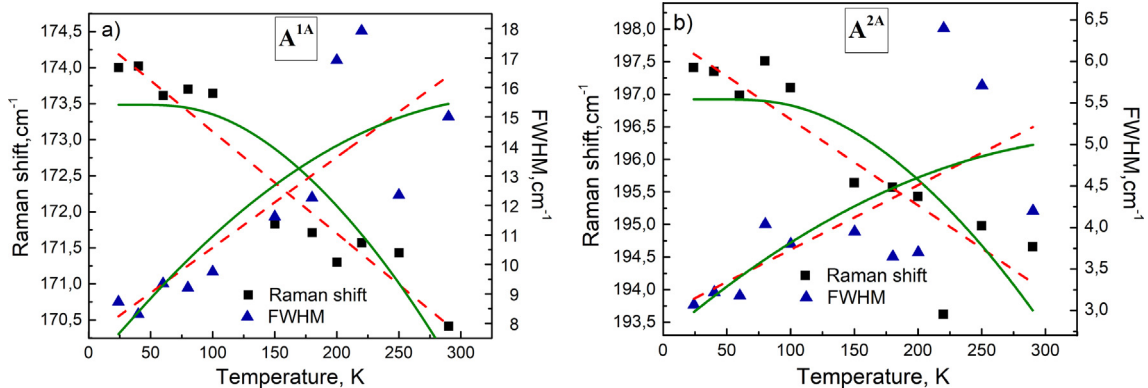 a)
A^1A
Raman shift,cm^-1
174,5
174,0
173,5
173,0
172,5
172,0
171,5
171,0
170,5
18
17
16
15
14
13
12
11
10
9
8
FWHM,cm^-1
Raman shift
FWHM
0 50 100 150 200 250 300
Temperature, K
b)
A^2A
Raman shift,cm^-1
198,0
197,5
197,0
196,5
196,0
195,5
195,0
194,5
194,0
193,5
6,5
6,0
5,5
5,0
4,5
4,0
3,5
3,0
FWHM,cm^-1
Raman shift
FWHM
0 50 100 150 200 250 300
Temperature, K